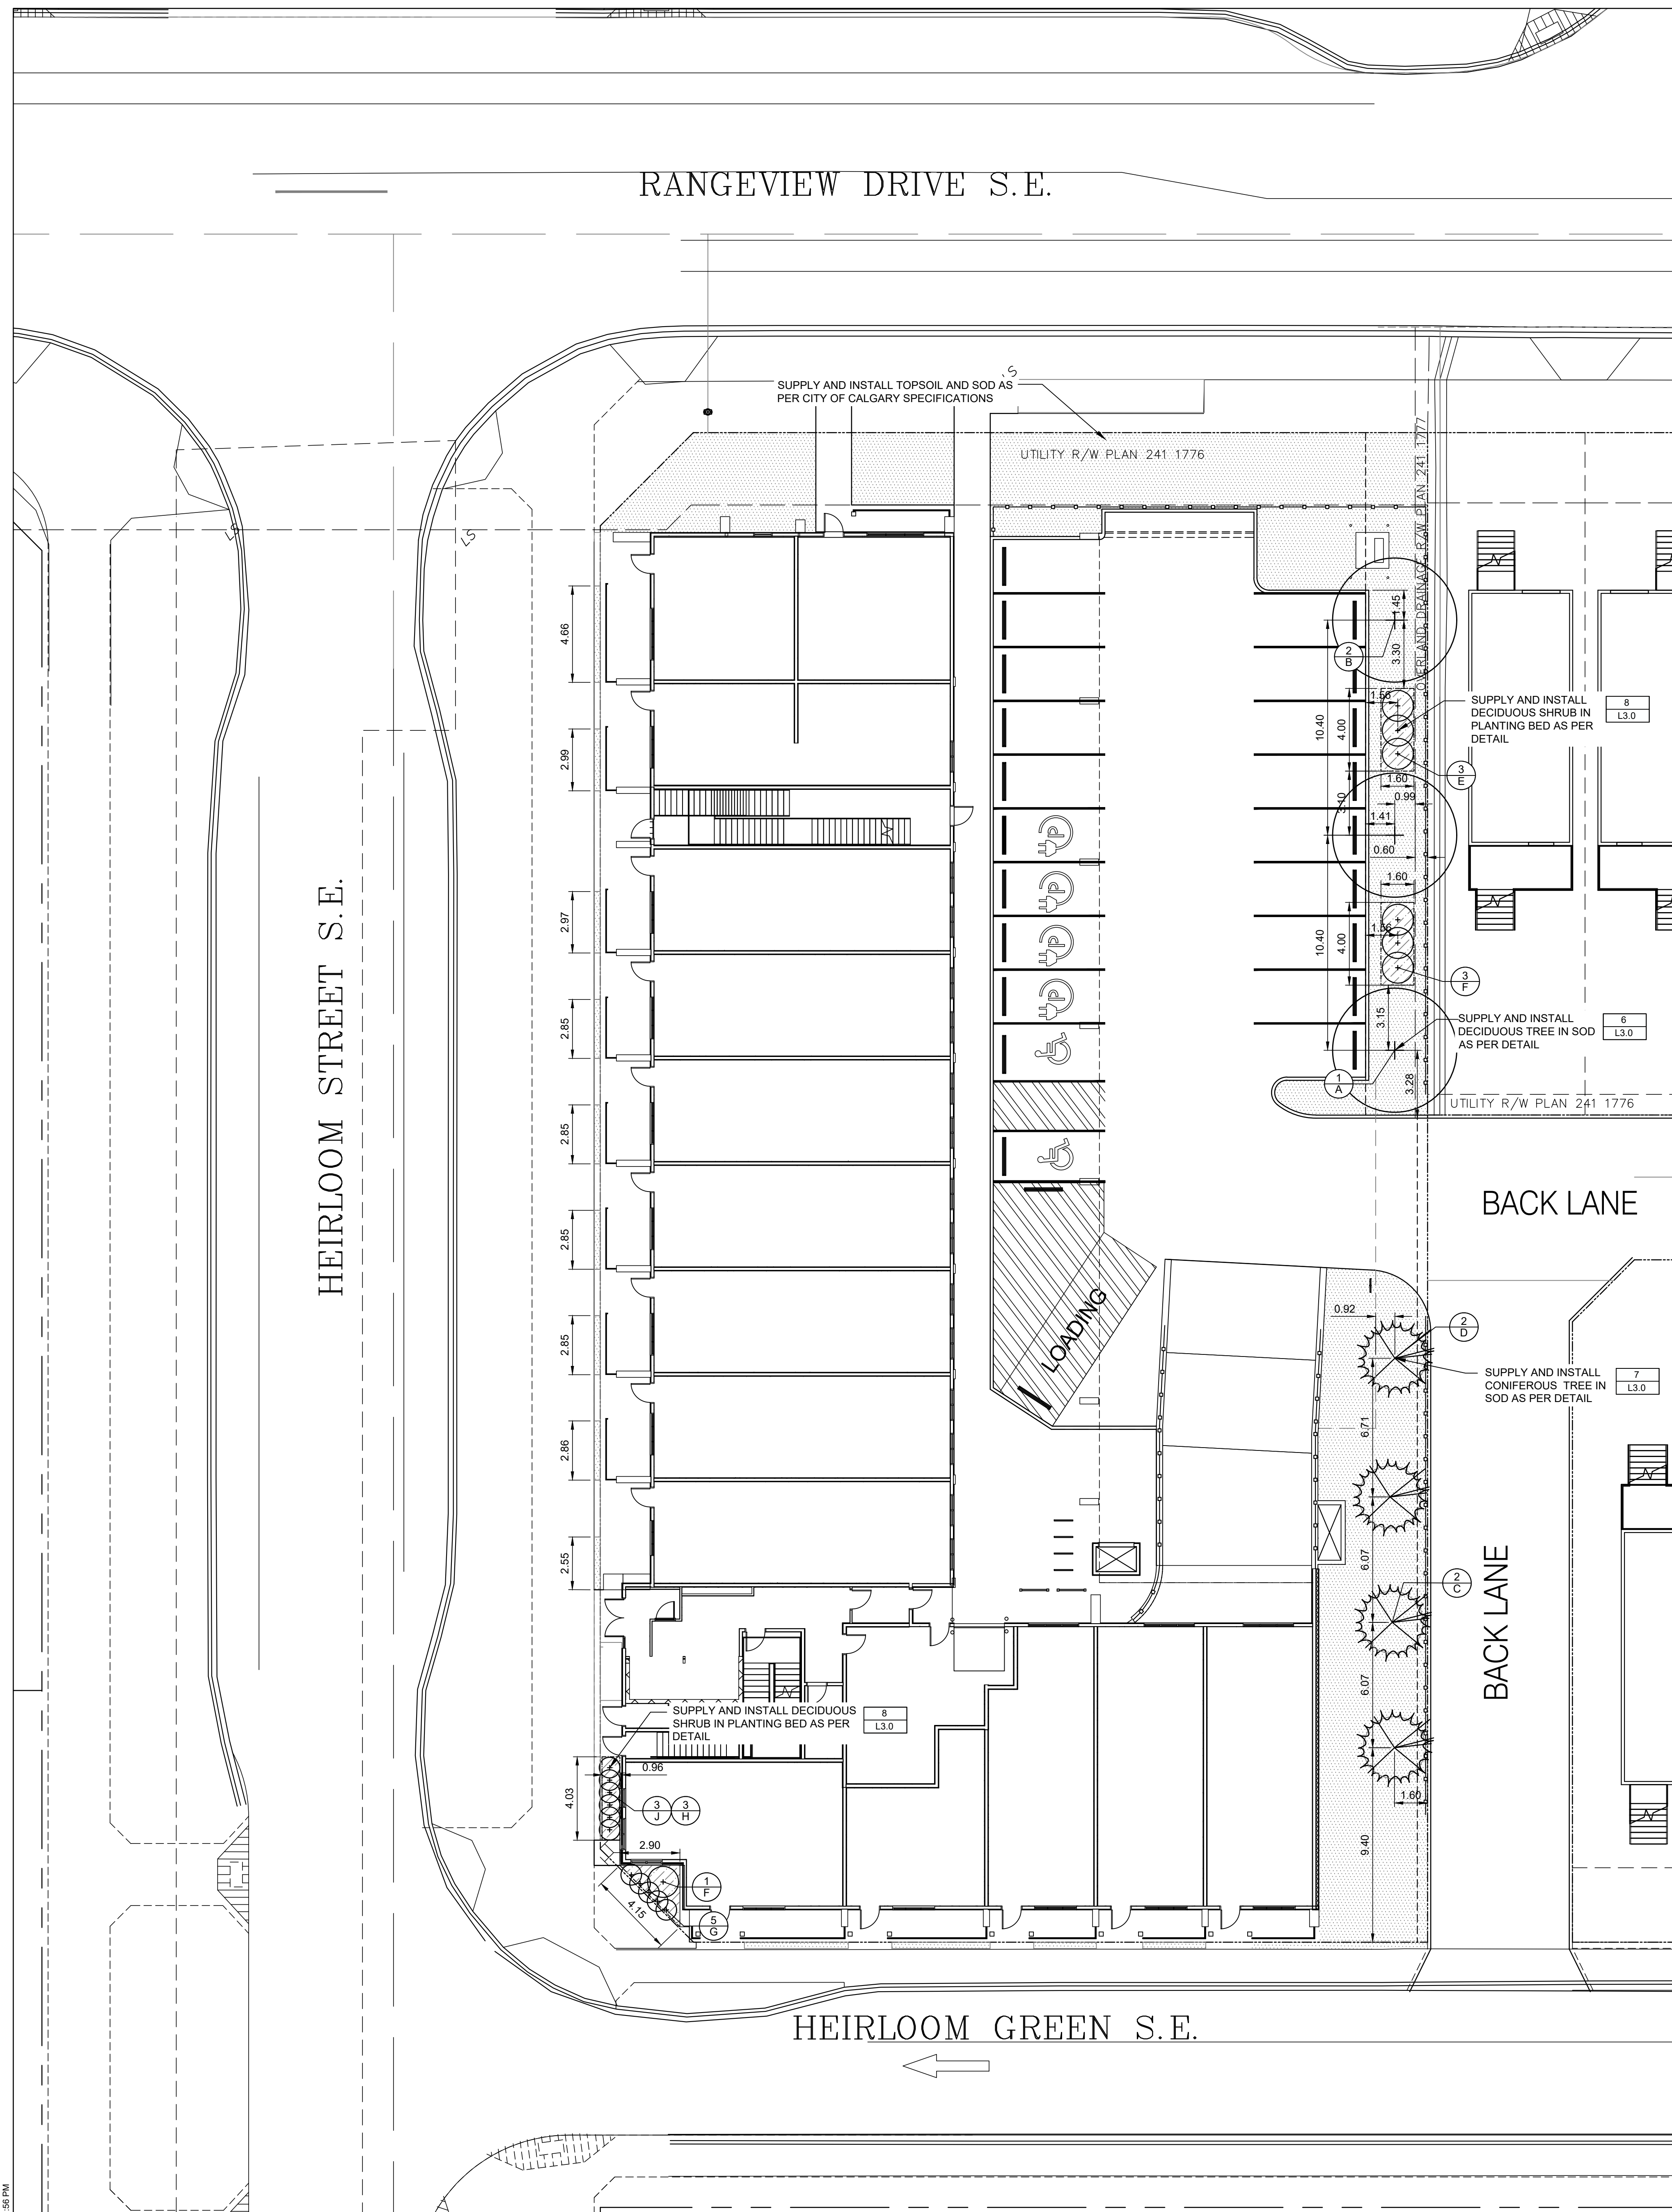 RANGEVIEW DRIVE S.E.
SUPPLY AND INSTALL TOPSOIL AND SOD AS
PER CITY OF CALGARY SPECIFICATIONS
UTILITY R/W PLAN 241 1776
OVERLAND DRAINAGE R/W PLAN 241 1777
LS
LS
HEIRLOOM STREET S.E.
4.66
2.99
2.97
2.85
2.85
2.85
2.85
2.86
2.55
1.45
3.30
2
B
1.56
10.40
4.00
SUPPLY AND INSTALL
DECIDUOUS SHRUB IN
PLANTING BED AS PER
DETAIL
8
L3.0
3
E
1.60
0.99
1.41
0.60
1.60
10.40
4.00
3
F
3.15
SUPPLY AND INSTALL
DECIDUOUS TREE IN SOD
AS PER DETAIL
6
L3.0
1
A
3.28
UTILITY R/W PLAN 241 1776
BACK LANE
LOADING
0.92
2
D
SUPPLY AND INSTALL
CONIFEROUS TREE IN
SOD AS PER DETAIL
7
L3.0
6.71
6.07
2
C
6.07
BACK LANE
1.60
9.40
SUPPLY AND INSTALL DECIDUOUS
SHRUB IN PLANTING BED AS PER
DETAIL
8
L3.0
0.96
4.03
3
J
3
H
2.90
1
F
4.15
5
G
HEIRLOOM GREEN S.E.
:56 PM